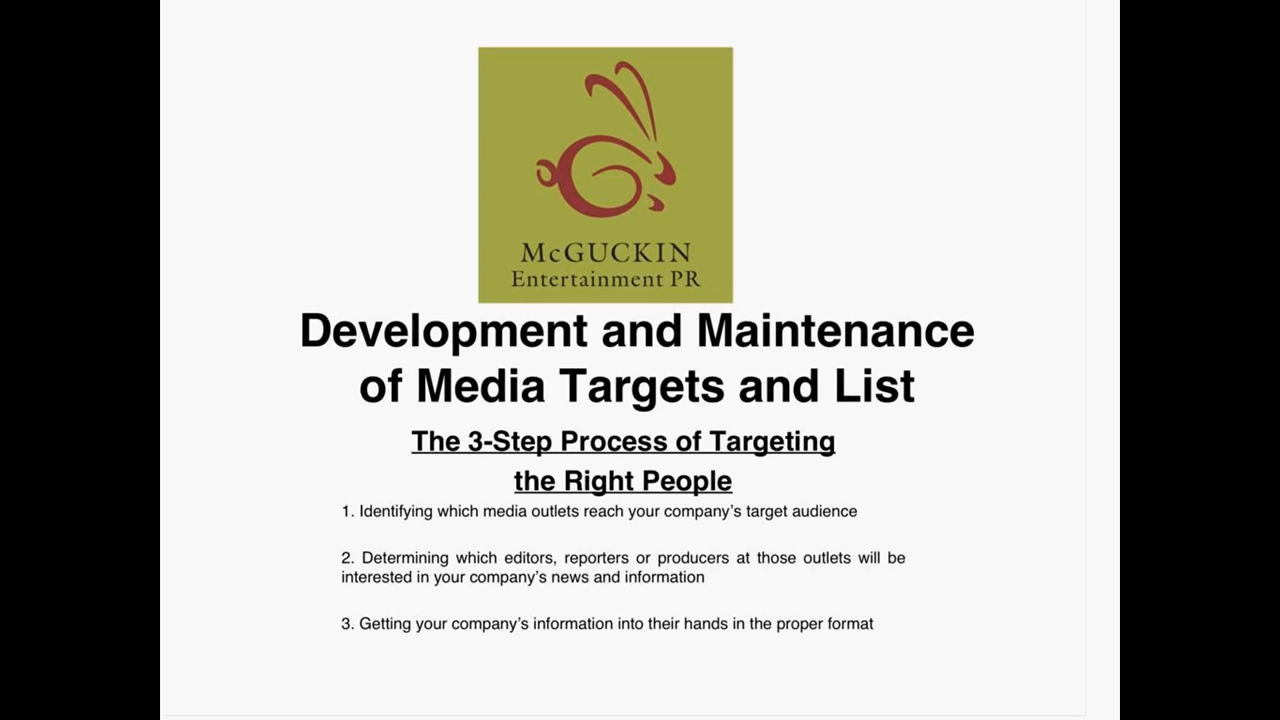 McGUCKIN
Entertainment PR
Development and Maintenance
of Media Targets and List
The 3-Step Process of Targeting
the Right People
1. Identifying which media outlets reach your company’s target audience
2. Determining which editors, reporters or producers at those outlets will be
interested in your company’s news and information
3. Getting your company’s information into their hands in the proper format